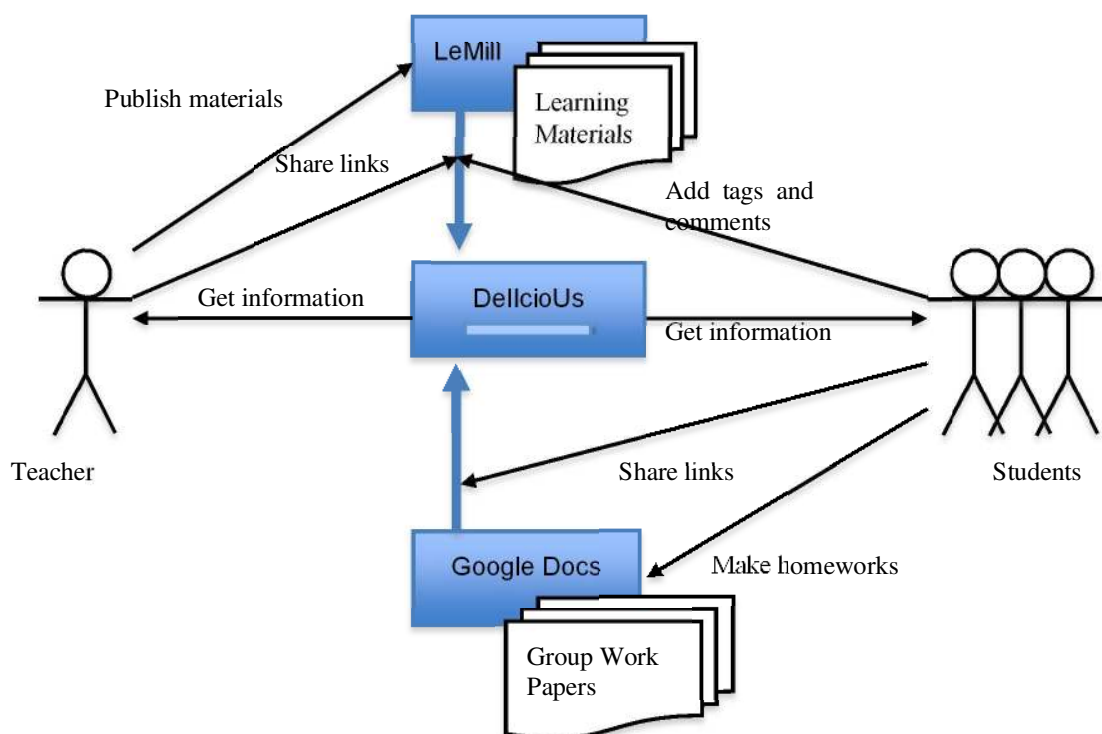 LeMill
Learning
Materials
Publish materials
Share links
Add tags and
comments
DelIcioUs
Get information
Get information
Teacher
Share links
Students
Google Docs
Make homeworks
Group Work
Papers